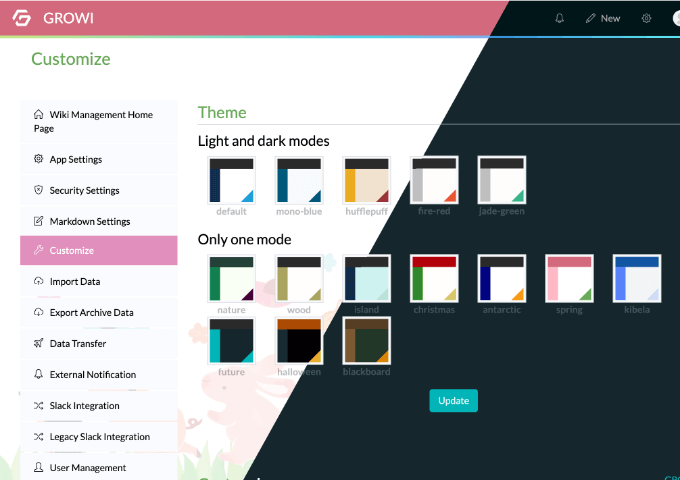 GROWI
New
Customize
Wiki Management Home
Page
App Settings
Security Settings
Markdown Settings
Customize
Import Data
Export Archive Data
Data Transfer
External Notification
Slack Integration
Legacy Slack Integration
User Management
Theme
Light and dark modes
default mono-blue hufflepuff fire-red jade-green
Only one mode
nature wood island christmas antarctic spring kibela
future halloween blackboard
Update